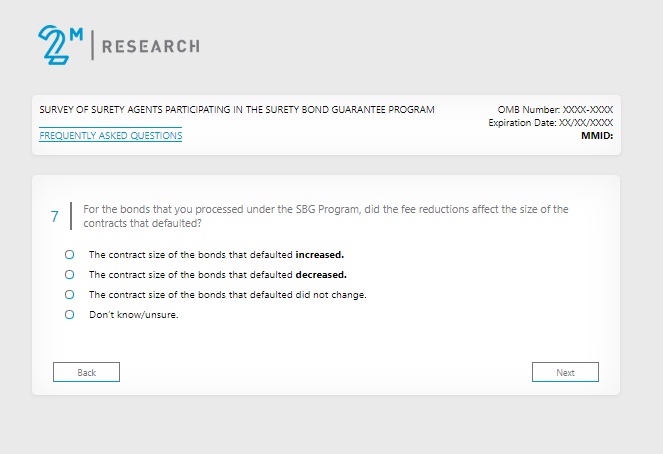 2M RESEARCH
SURVEY OF SURETY AGENTS PARTICIPATING IN THE SURETY BOND GUARANTEE PROGRAM
OMB Number: XXXX-XXXX
Expiration Date: XX/XX/XXXX
FREQUENTLY ASKED QUESTIONS
MMID:
7
For the bonds that you processed under the SBG Program, did the fee reductions affect the size of the
contracts that defaulted?
The contract size of the bonds that defaulted increased.
The contract size of the bonds that defaulted decreased.
The contract size of the bonds that defaulted did not change.
Don't know/unsure.
Back
Next